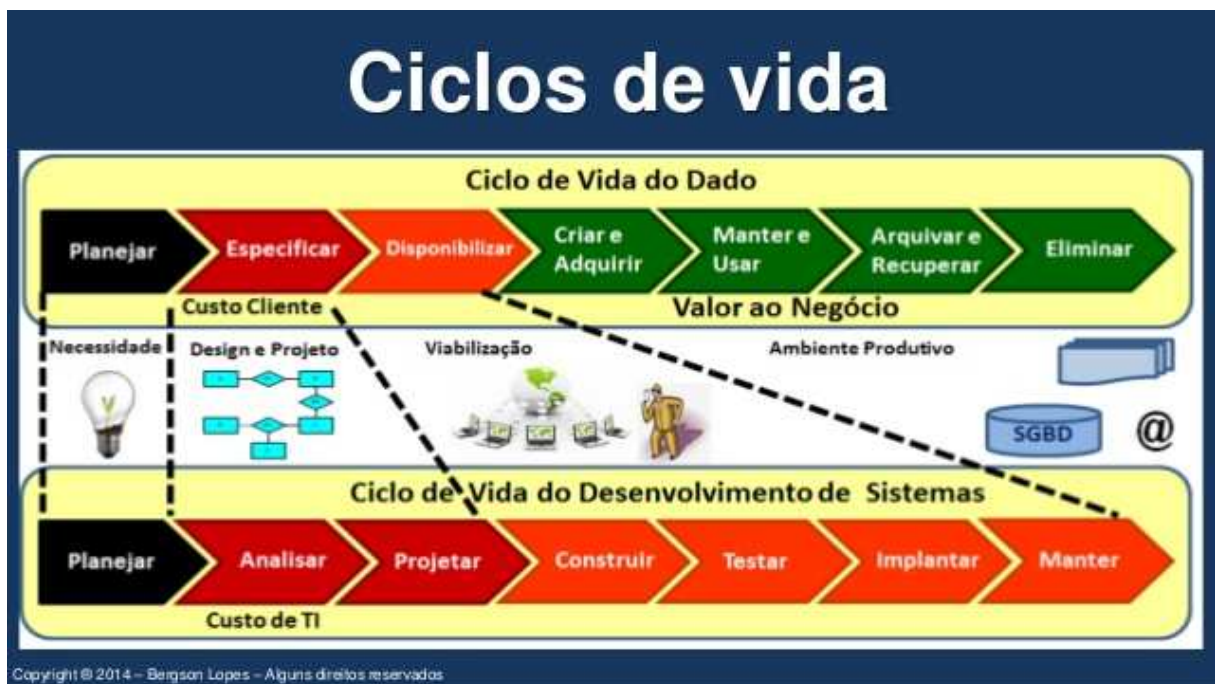 Ciclos de vida
Ciclo de Vida do Dado
Planejar
Especificar
Disponibilizar
Criar e
Adquirir
Manter e
Usar
Arquivar e
Recuperar
Eliminar
Custo Cliente
Valor ao Negócio
Necessidade
Design e Projeto
Viabilização
Ambiente Produtivo
SGBD
@
Ciclo de Vida do Desenvolvimento de Sistemas
Planejar
Analisar
Projetar
Construir
Testar
Implantar
Manter
Custo de TI
Copyright © 2014 – Bergson Lopes – Alguns direitos reservados